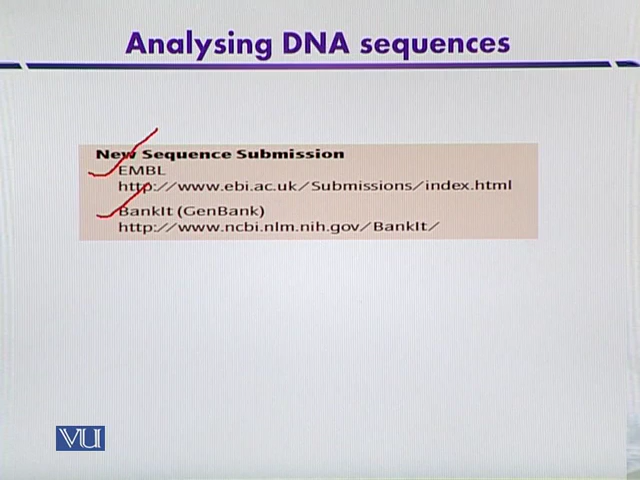 Analysing DNA sequences
New Sequence Submission
EMBL
http://www.ebi.ac.uk/Submissions/index.html
BankIt (GenBank)
http://www.ncbi.nlm.nih.gov/BankIt/
VU